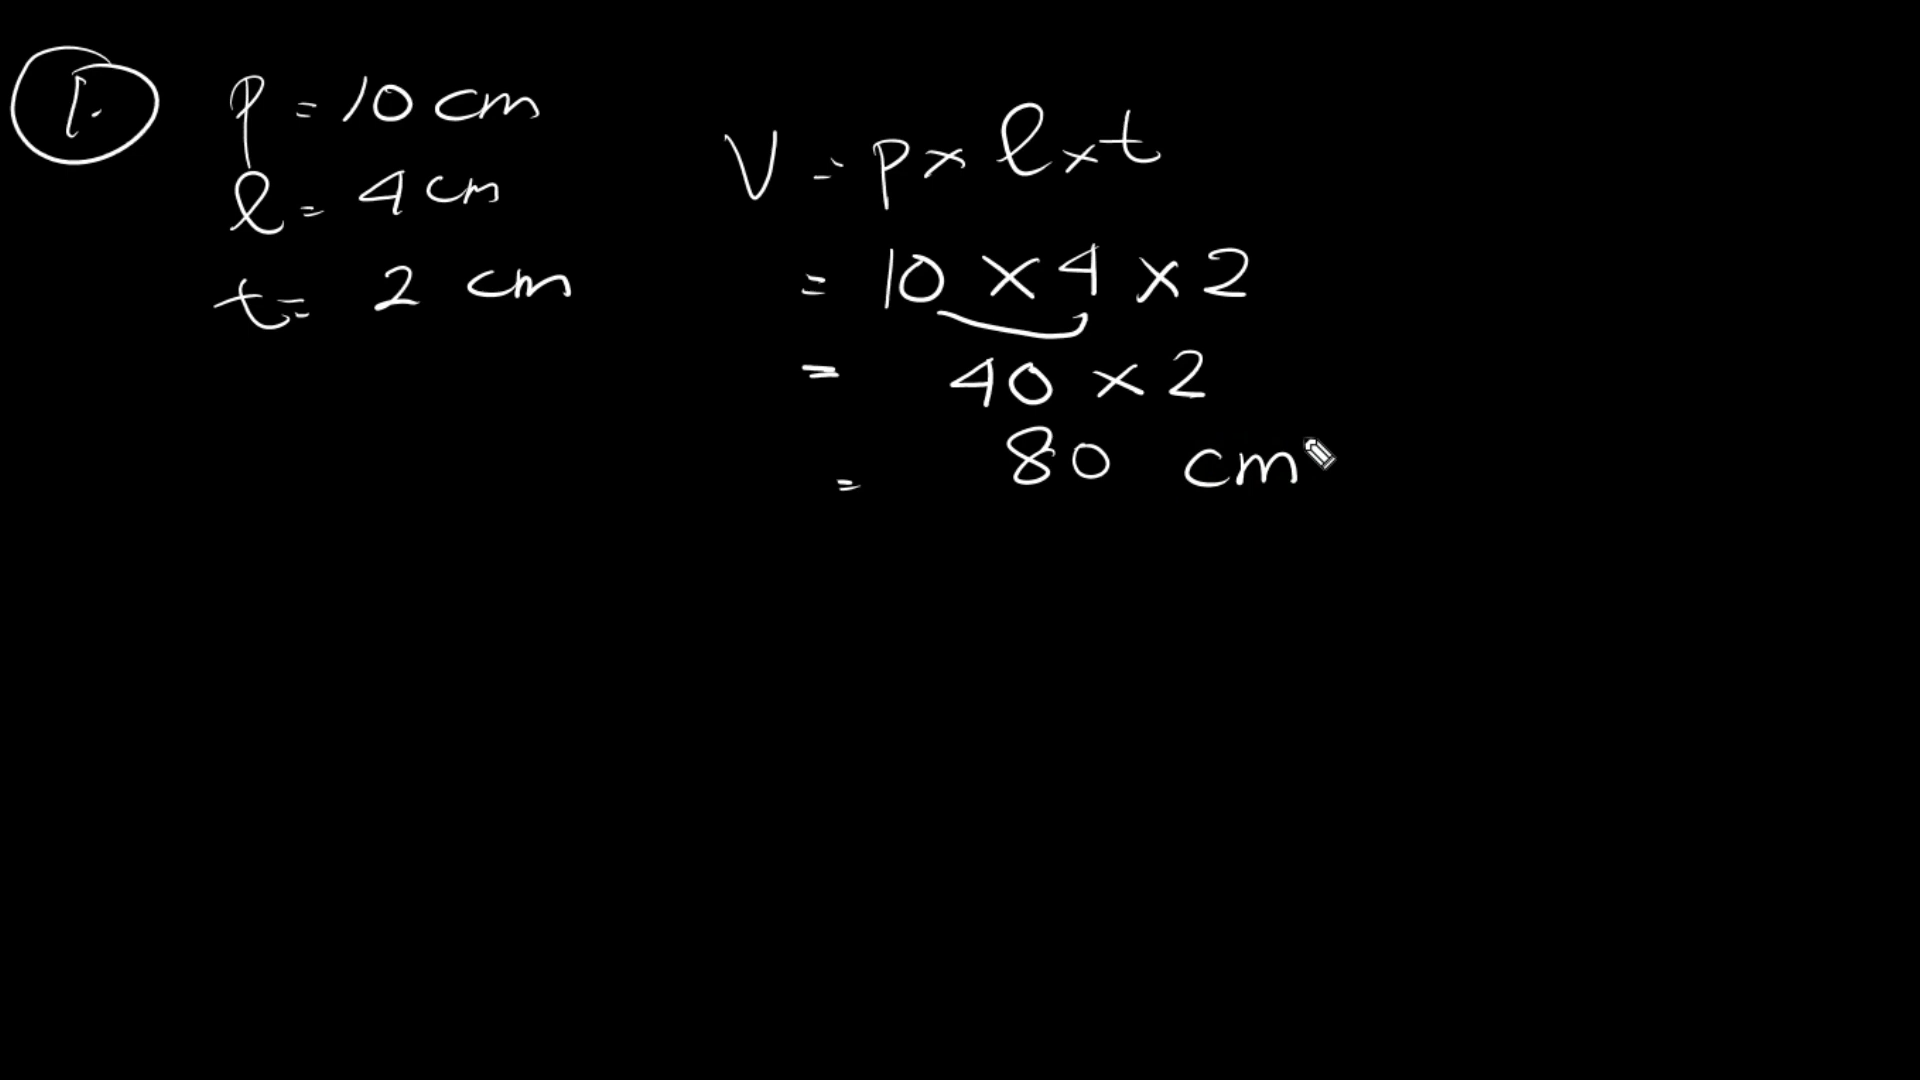 1.
p = 10 cm
l = 4 cm
t = 2 cm
V = p x l x t
= 10 x 4 x 2
= 40 x 2
= 80 cm